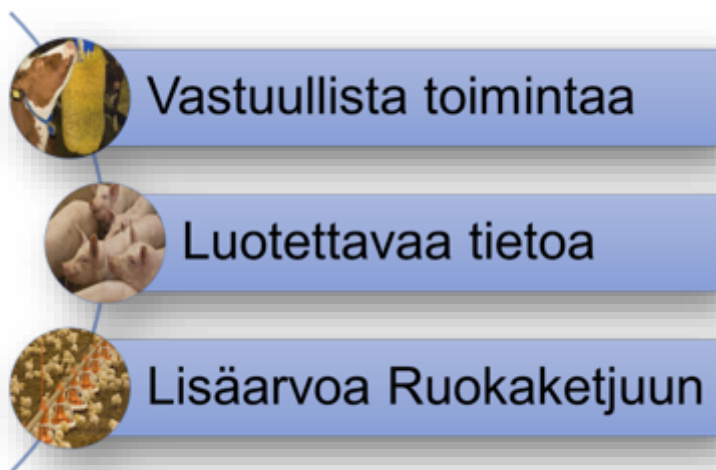 Vastuullista toimintaa
Luotettavaa tietoa
Lisäarvoa Ruokaketjuun